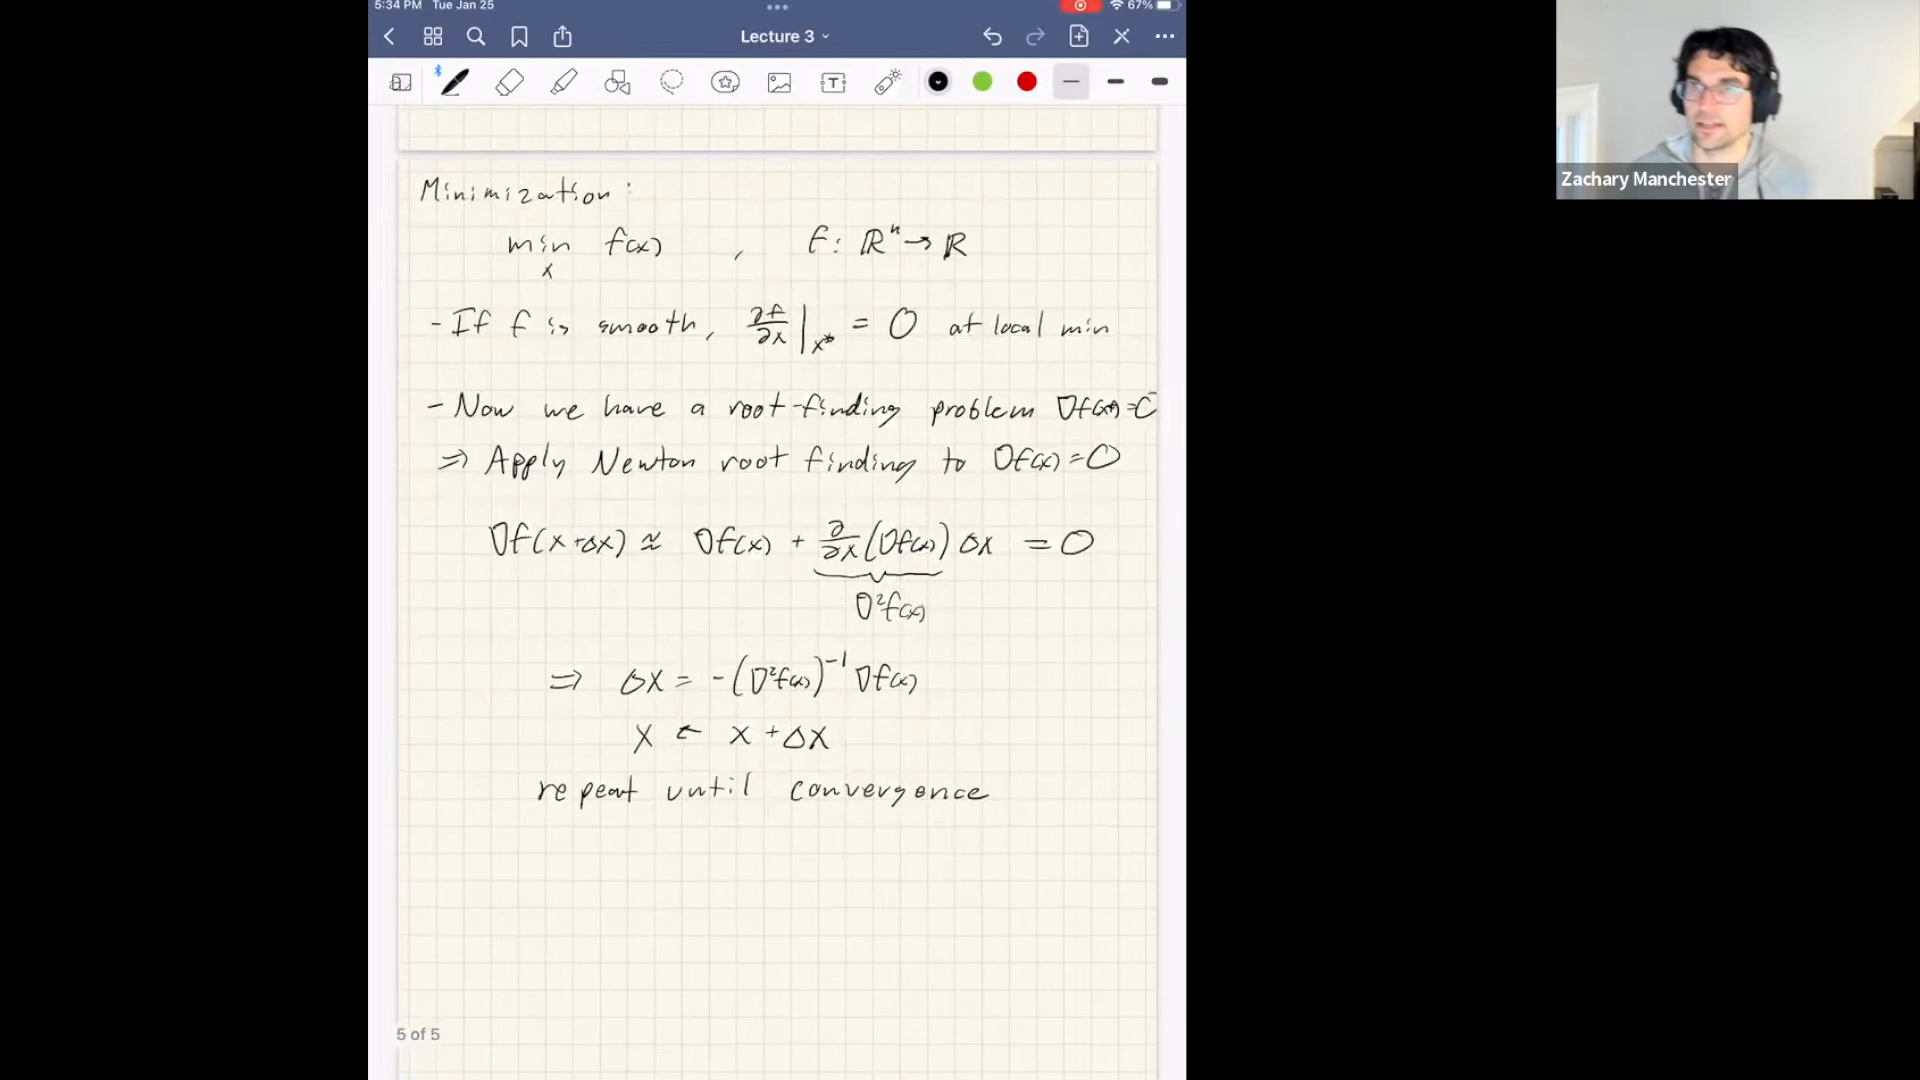 5:34 PM Tue Jan 25
67%
Lecture 3
Minimization:
min f(x) , f: ℝⁿ → ℝ
x
- If f is smooth, ∂f/∂x |ₓ* = 0 at local min
- Now we have a root-finding problem ∇f(x)=0
⇒ Apply Newton root finding to ∇f(x)=0
∇f(x+Δx) ≈ ∇f(x) + ∂/∂x (∇f(x)) Δx = 0
∇²f(x)
⇒ Δx = -(∇²f(x))⁻¹ ∇f(x)
x ← x + Δx
repeat until convergence
5 of 5
Zachary Manchester